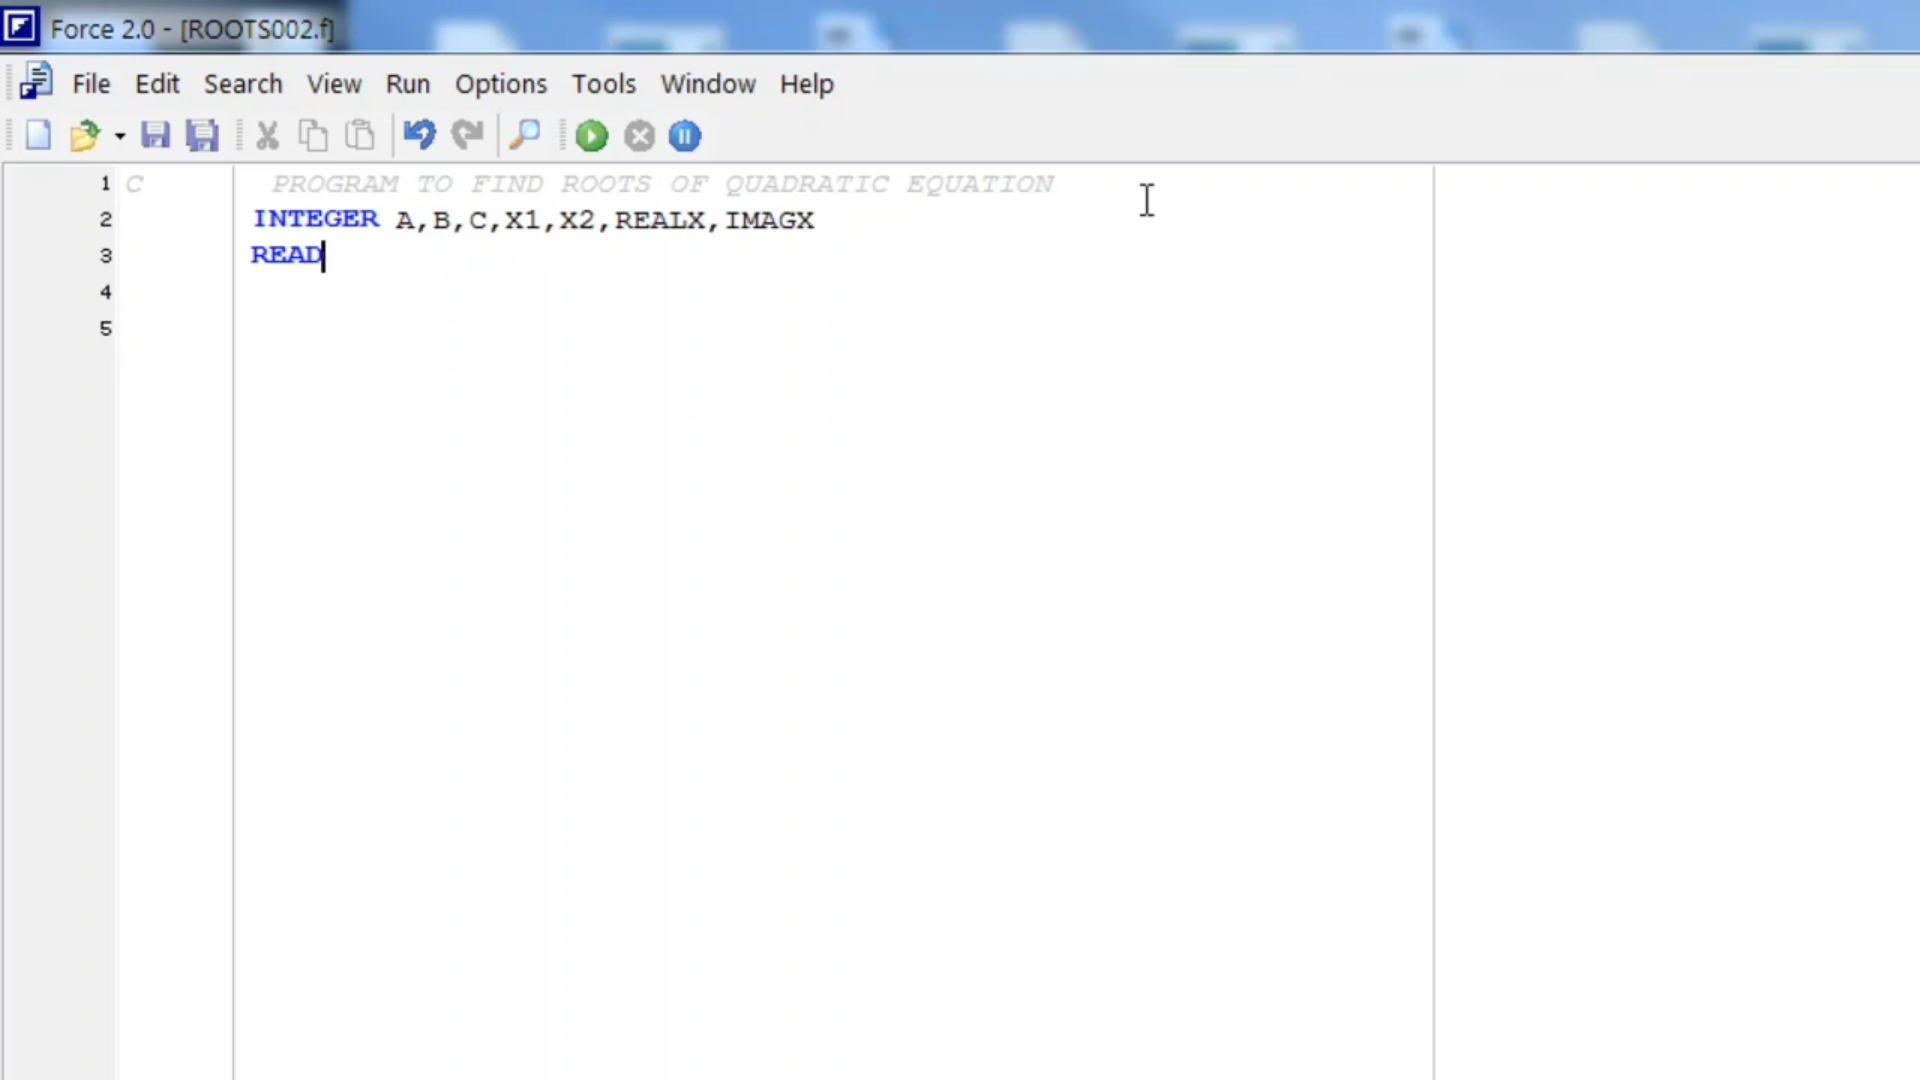 Force 2.0 - [ROOTS002.f]
File Edit Search View Run Options Tools Window Help
1 C PROGRAM TO FIND ROOTS OF QUADRATIC EQUATION
2 INTEGER A,B,C,X1,X2,REALX,IMAGX
3 READ
4
5